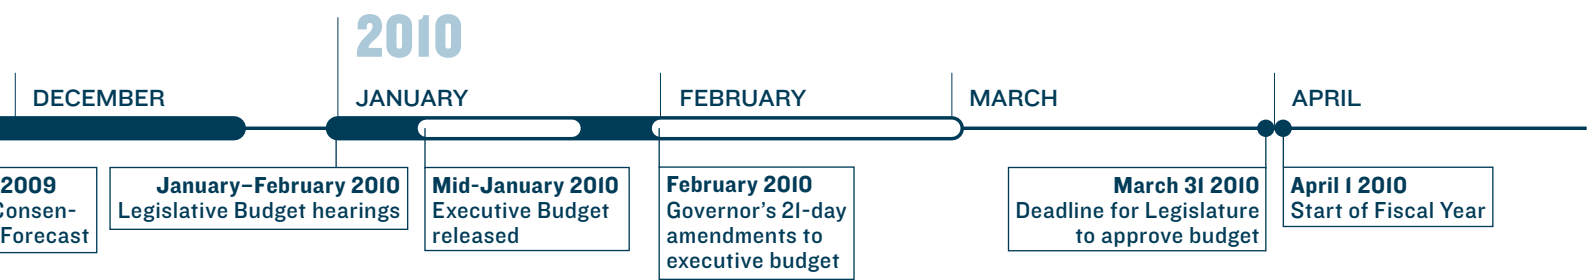 2010
DECEMBER
JANUARY
FEBRUARY
MARCH
APRIL
2009
Forecast
January–February 2010
Legislative Budget hearings
Mid-January 2010
Executive Budget
released
February 2010
Governor's 21-day
amendments to
executive budget
March 31 2010
Deadline for Legislature
to approve budget
April 1 2010
Start of Fiscal Year